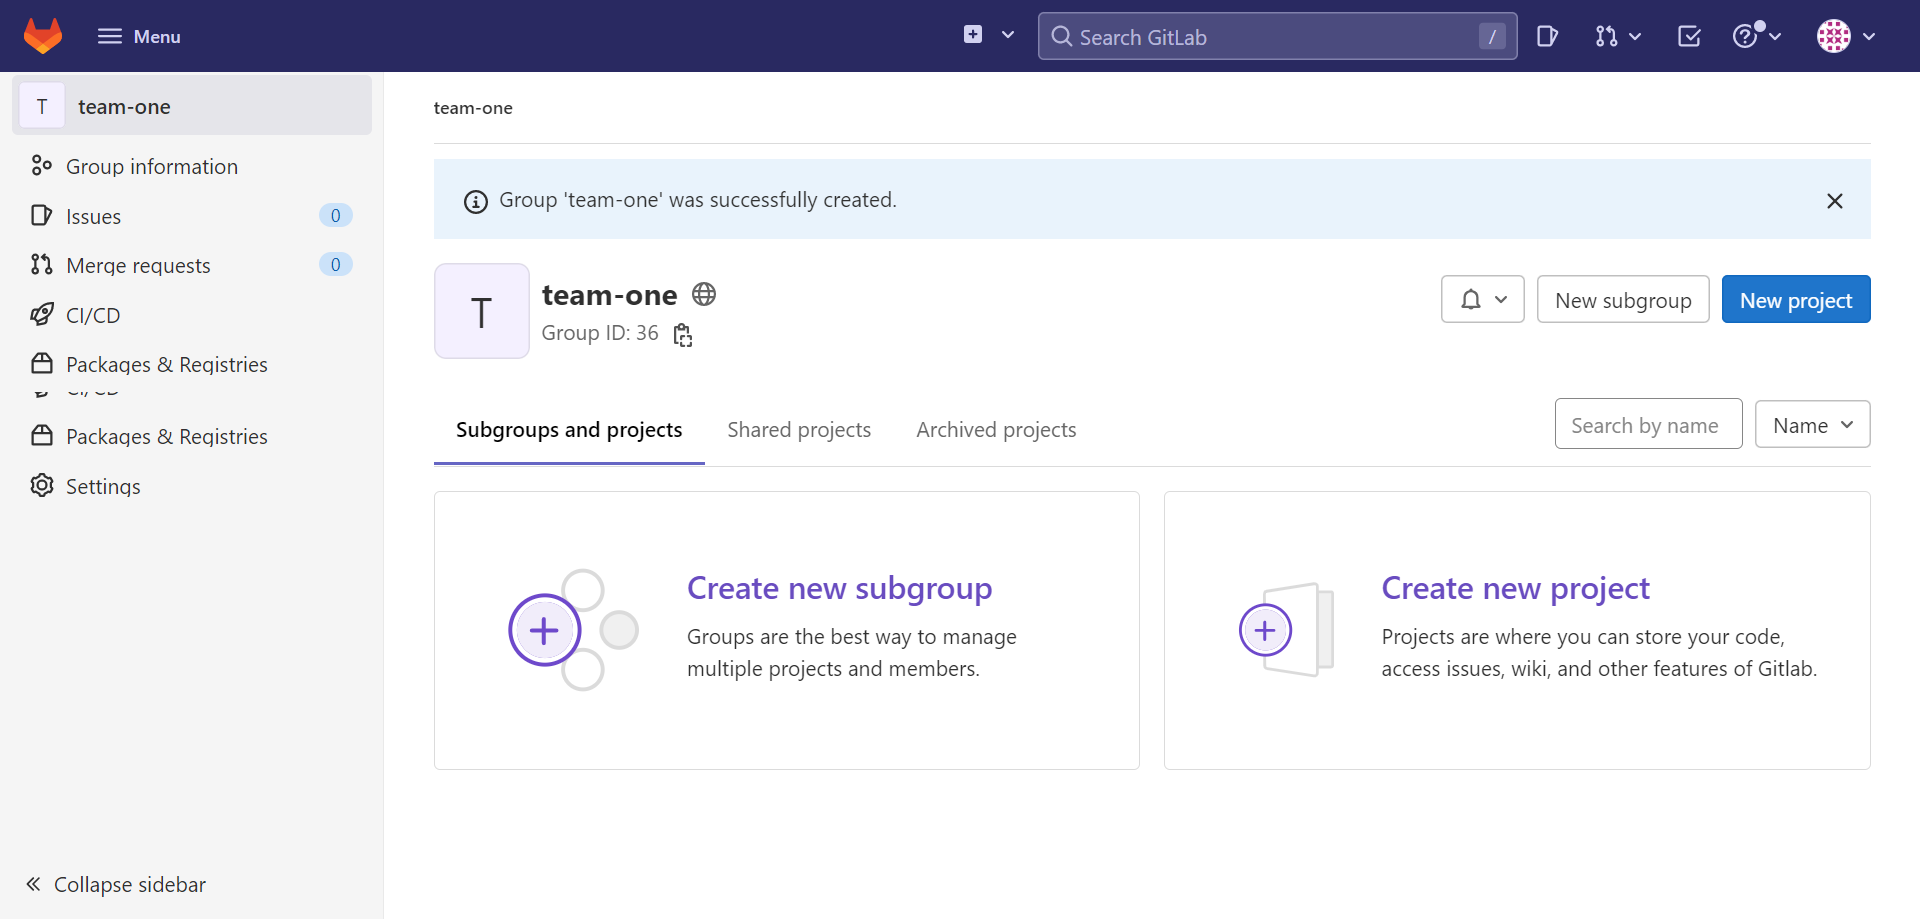 Menu
Search GitLab
/
T
team-one
Group information
Issues
0
Merge requests
0
CI/CD
Packages & Registries
CI/CD
Packages & Registries
Settings
Collapse sidebar
team-one
Group 'team-one' was successfully created.
T
team-one
Group ID: 36
New subgroup
New project
Subgroups and projects
Shared projects
Archived projects
Search by name
Name
Create new subgroup
Groups are the best way to manage
multiple projects and members.
Create new project
Projects are where you can store your code,
access issues, wiki, and other features of Gitlab.